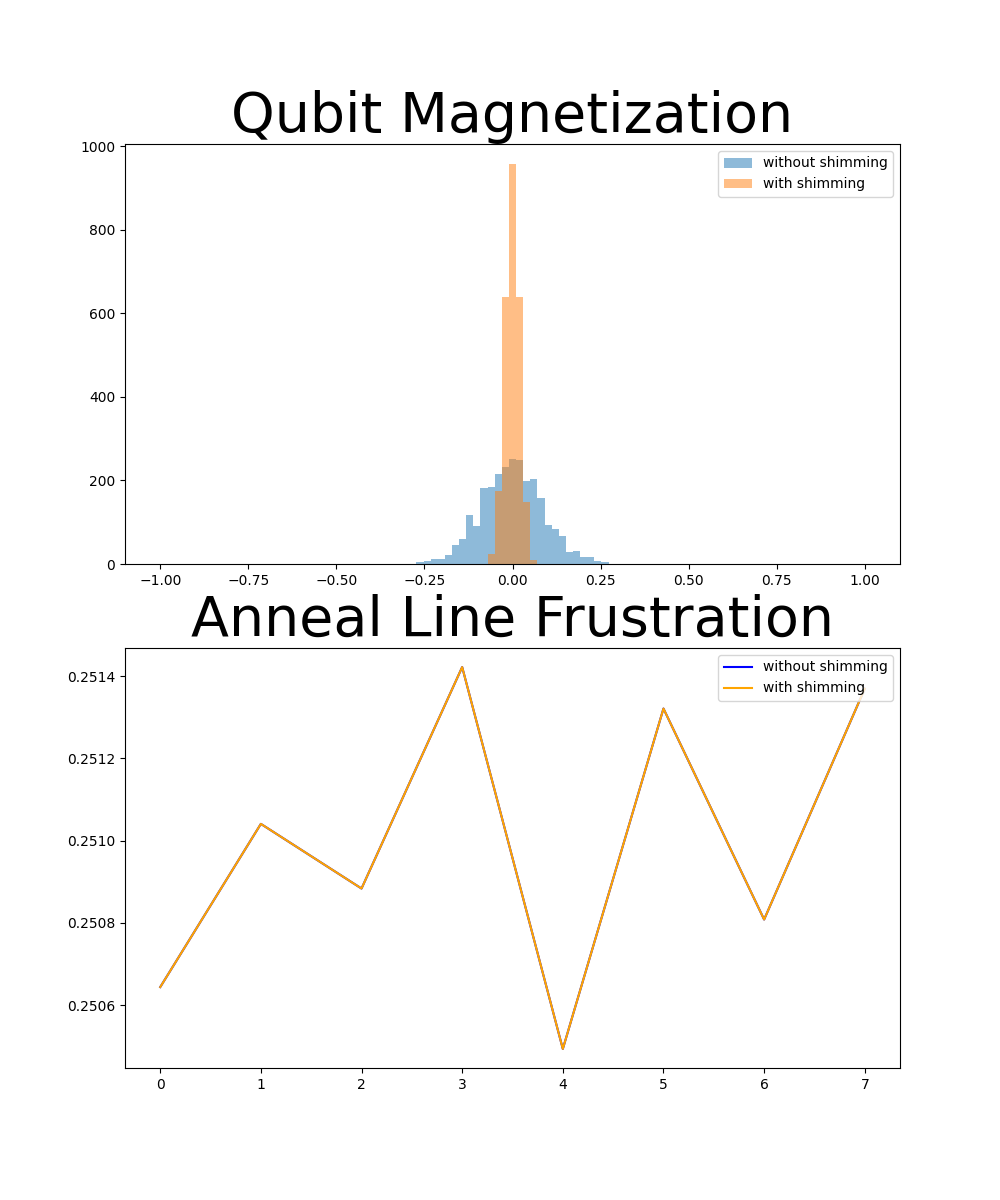 Qubit Magnetization
1000
800
600
400
200
0
without shimming
with shimming
−1.00 −0.75 −0.50 −0.25 0.00 0.25 0.50 0.75 1.00
Anneal Line Frustration
0.2514
0.2512
0.2510
0.2508
0.2506
without shimming
with shimming
0 1 2 3 4 5 6 7